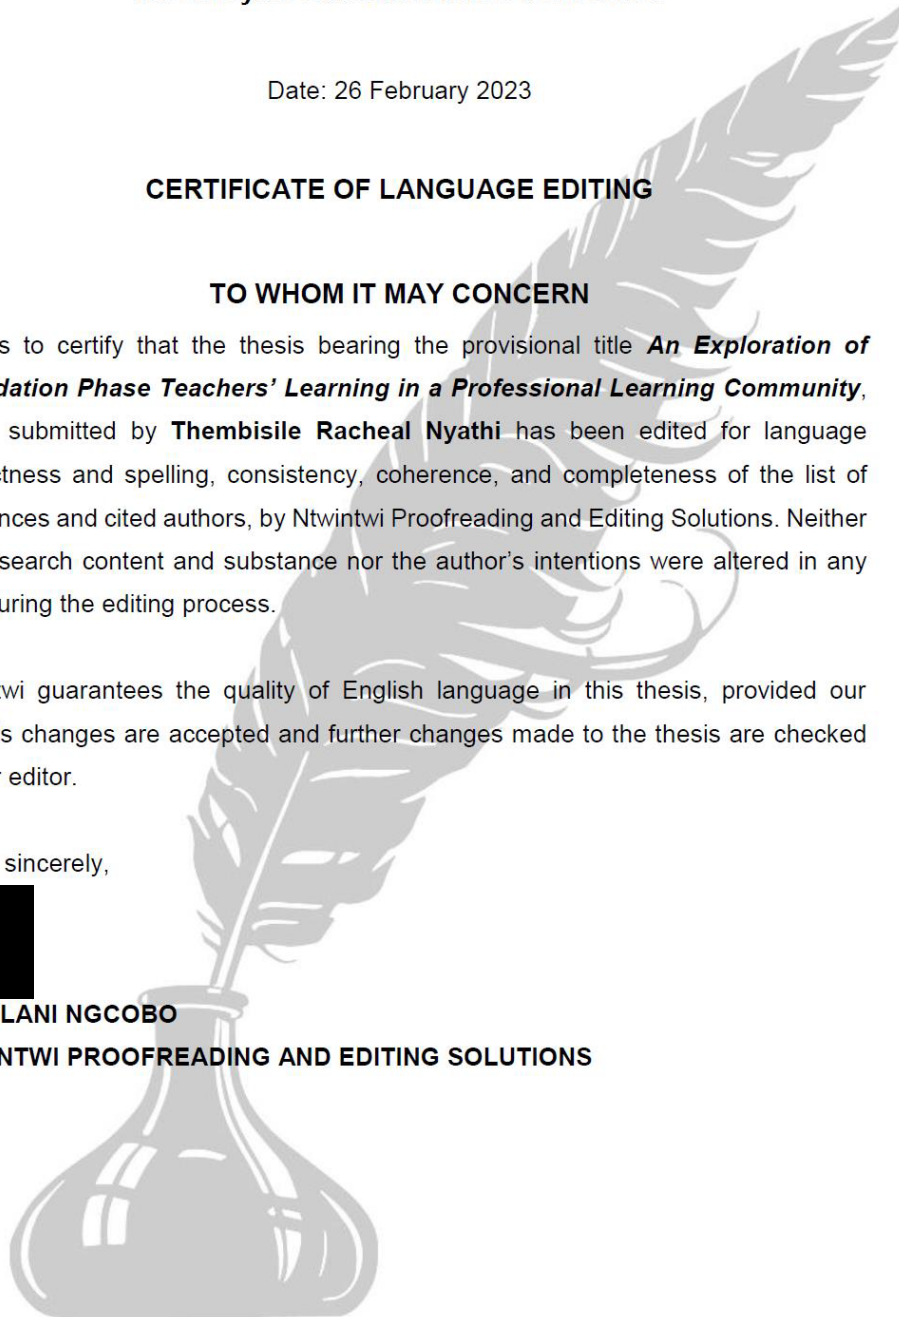 Date: 26 February 2023
CERTIFICATE OF LANGUAGE EDITING
TO WHOM IT MAY CONCERN
s to certify that the thesis bearing the provisional title An Exploration of
dation Phase Teachers’ Learning in a Professional Learning Community,
submitted by Thembisile Racheal Nyathi has been edited for language
ctness and spelling, consistency, coherence, and completeness of the list of
nces and cited authors, by Ntwintwi Proofreading and Editing Solutions. Neither
search content and substance nor the author’s intentions were altered in any
uring the editing process.
wi guarantees the quality of English language in this thesis, provided our
s changes are accepted and further changes made to the thesis are checked
r editor.
sincerely,
LANI NGCOBO
NTWI PROOFREADING AND EDITING SOLUTIONS